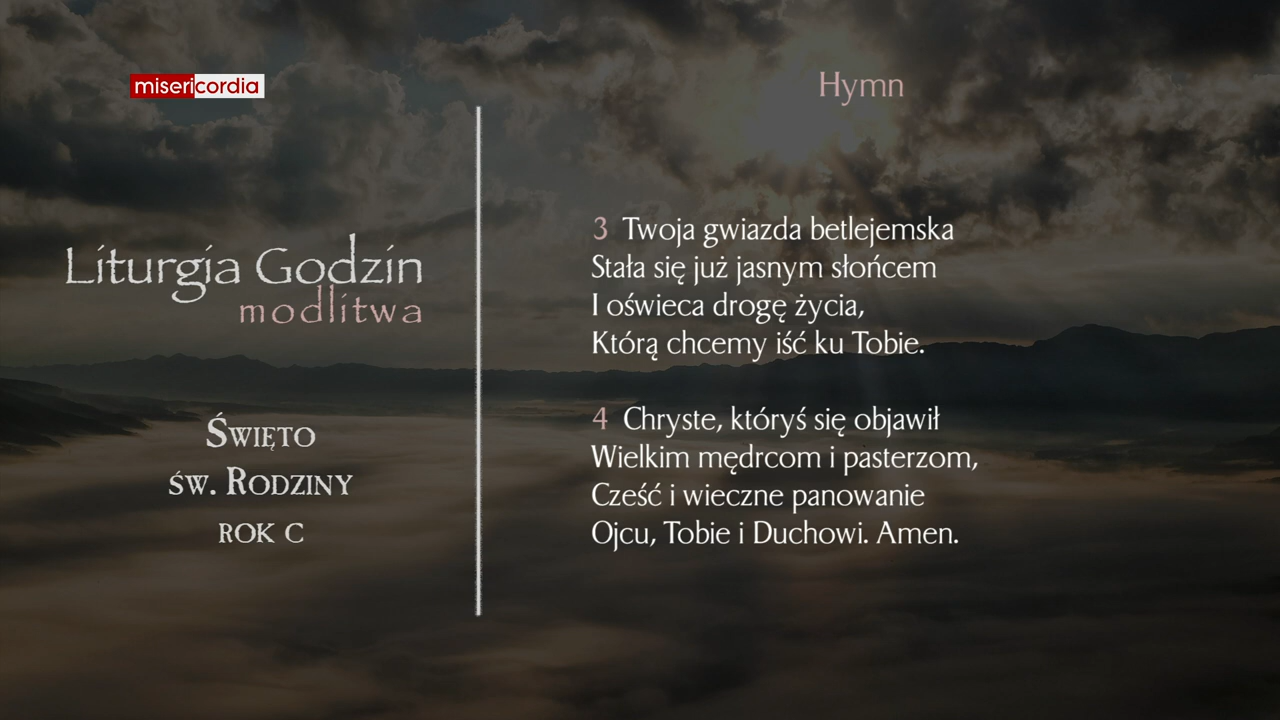 misericordia
Liturgia Godzin
modlitwa
Święto
św. Rodziny
rok C
Hymn
3 Twoja gwiazda betlejemska
Stała się już jasnym słońcem
I oświeca drogę życia,
Którą chcemy iść ku Tobie.
4 Chryste, któryś się objawił
Wielkim mędrcom i pasterzom,
Cześć i wieczne panowanie
Ojcu, Tobie i Duchowi. Amen.